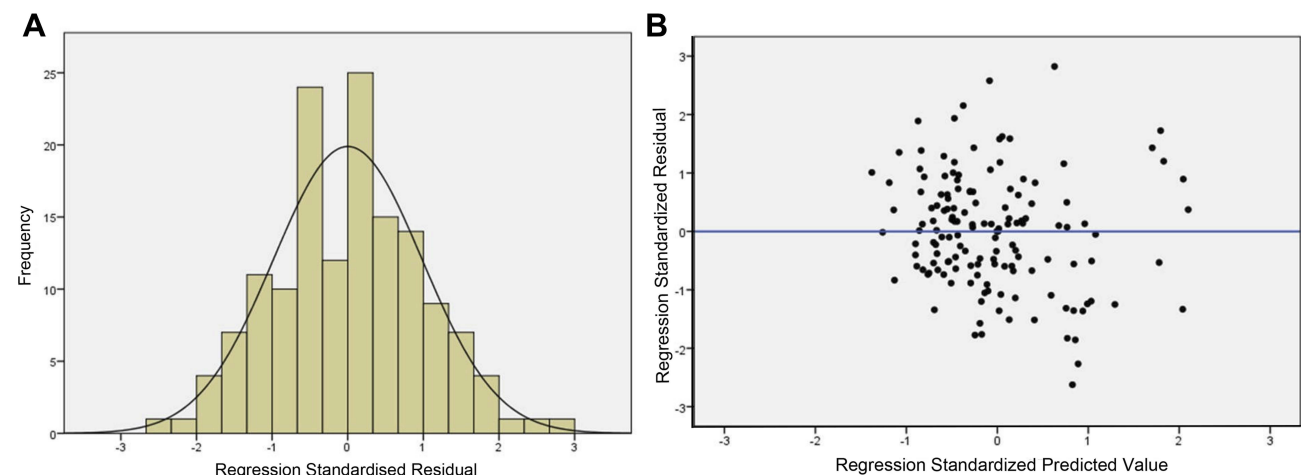 A
Frequency
25
20
15
10
5
0
-3 -2 -1 0 1 2 3
Regression Standardised Residual
B
Regression Standardized Residual
3
2
1
0
-1
-2
-3
-3 -2 -1 0 1 2 3
Regression Standardized Predicted Value